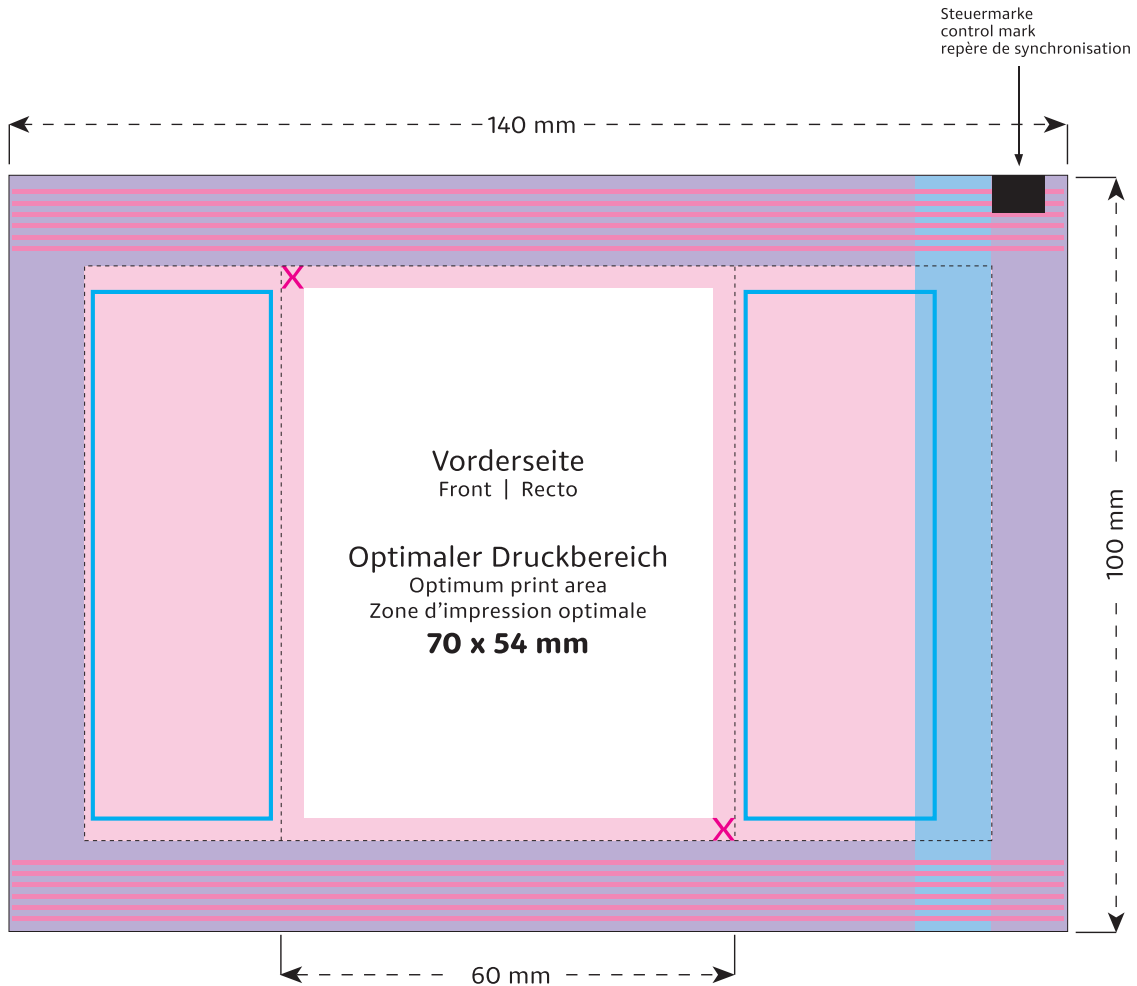 Steuermarke
control mark
repère de synchronisation
140 mm
X
Vorderseite
Front | Recto
100 mm
Optimaler Druckbereich
Optimum print area
Zone d’impression optimale
70 x 54 mm
X
60 mm